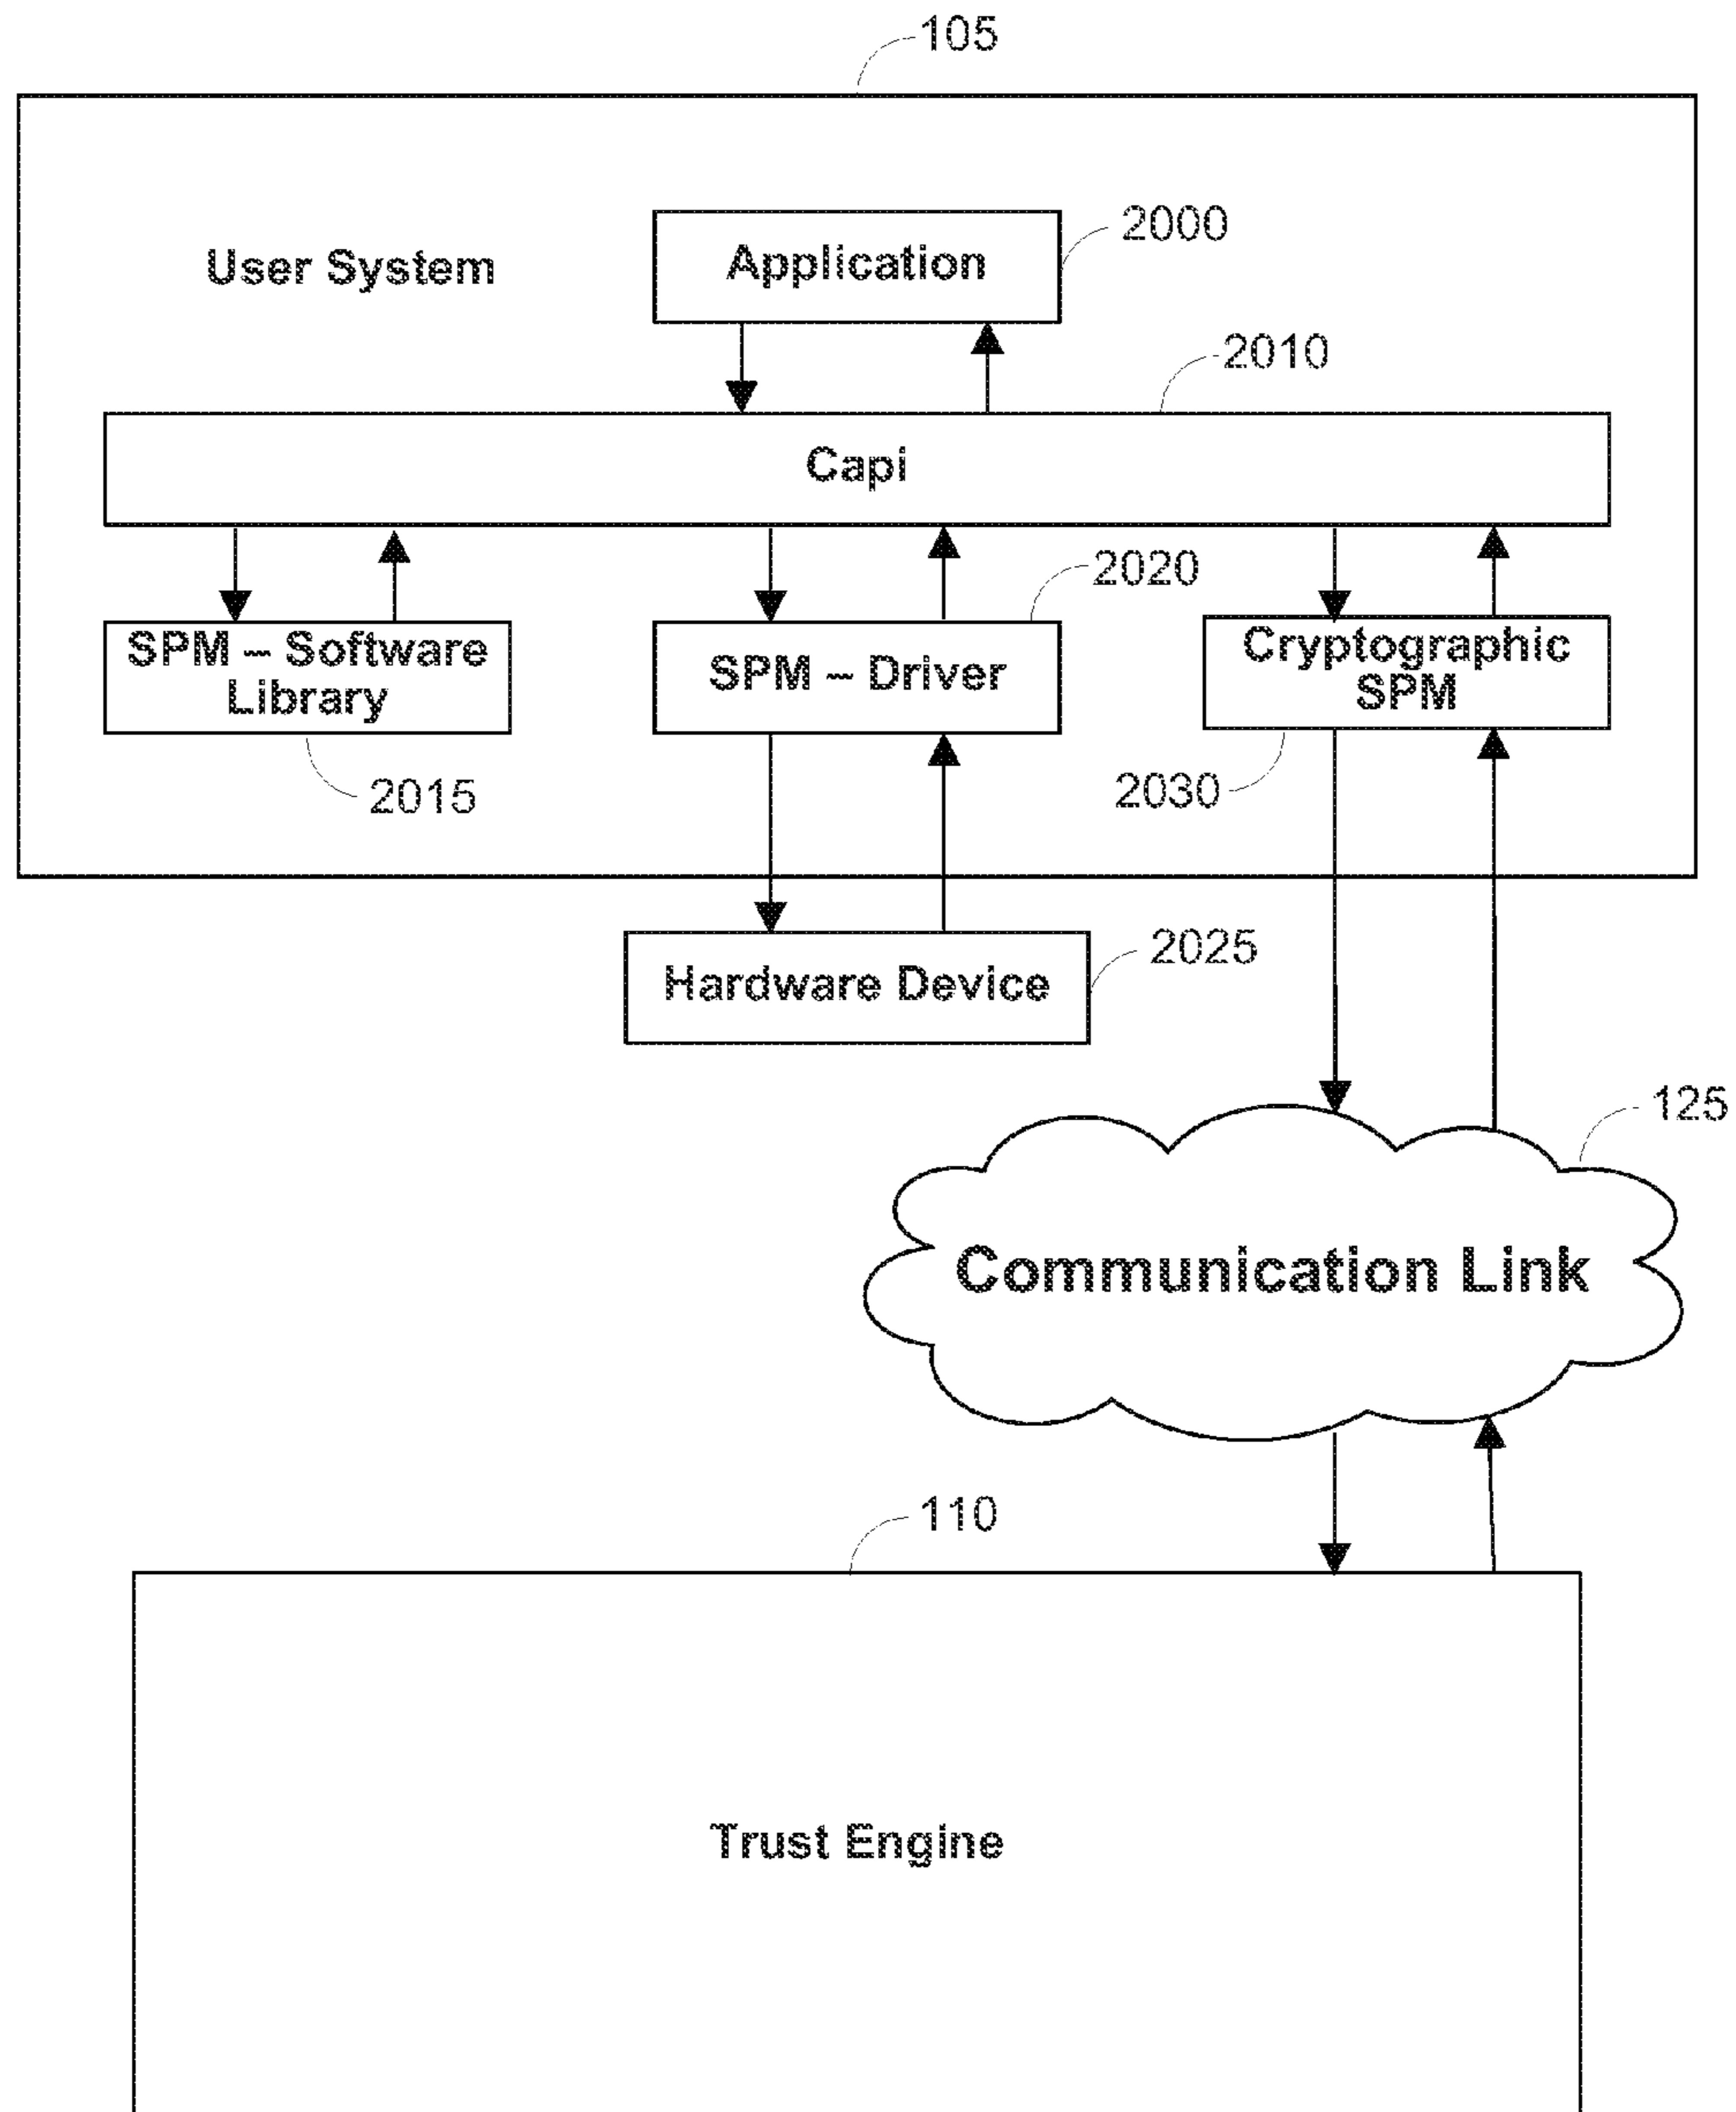 105
2000
User System
Application
2010
Capi
2020
SPM – Software
Library
SPM – Driver
Cryptographic
SPM
2015
2030
2025
Hardware Device
125
Communication Link
110
Trust Engine